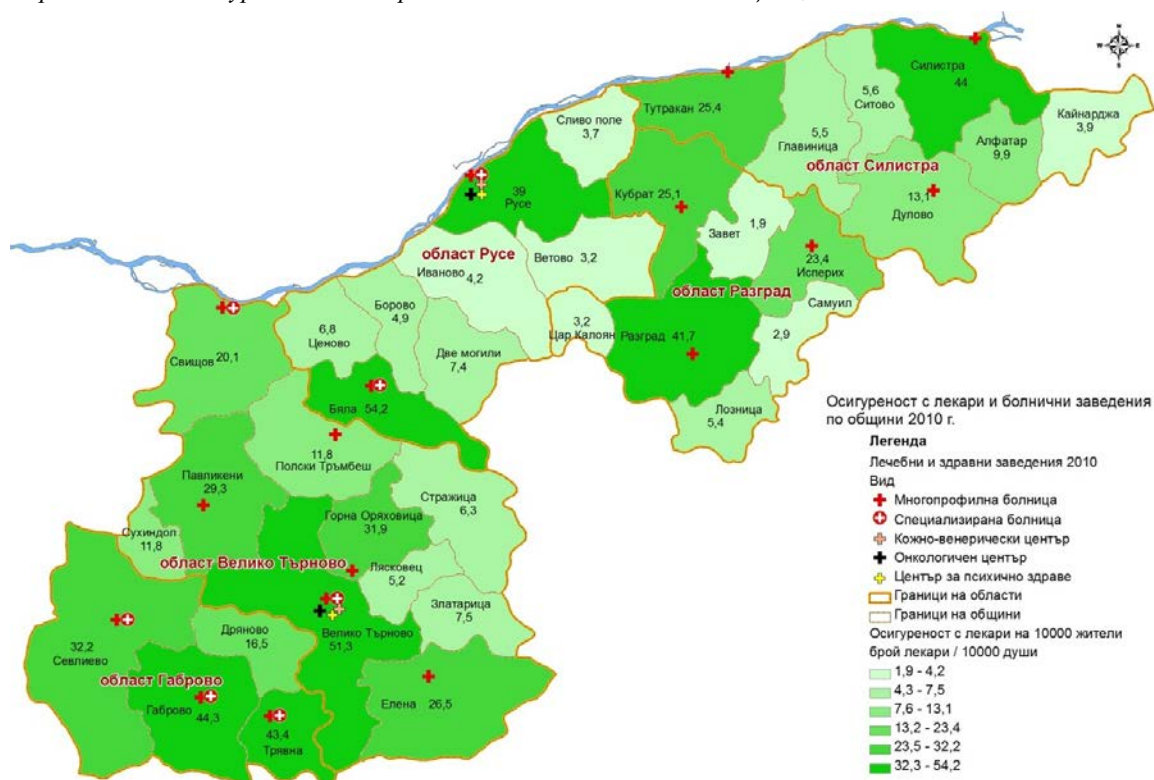 N
W E
S
Силистра
44
5,6
Ситово
Кайнарджа
3,9
Тутракан 25,4
Сливо поле
3,7
5,5
Главиница
Алфатар
9,9
област Силистра
39
Русе
Кубрат 25,1
13,1
Дулово
Завет 1,9
област Русе
Иваново
4,2
Ветово 3,2
23,4
Исперих
област Разград
Самуил
2,9
Борово
4,9
3,2
Цар Калоян
Разград 41,7
6,8
Ценово
Две могили
7,4
Свищов 20,1
Лозница
5,4
Бяла 54,2
11,8
Полски Тръмбеш
Павликени
29,3
Стражица
6,3
Горна Оряховица
31,9
Сухиндол
11,8
област Велико Търново
Лясковец
5,2
Златарица
7,5
Дряново
16,5
Велико Търново
51,3
32,2
Севлиево
област Габрово
Габрово
44,3
43,4
Трявна
Елена 26,5
Осигуреност с лекари и болнични заведения
по общини 2010 г.
Легенда
Лечебни и здравни заведения 2010
Вид
Многопрофилна болница
Специализирана болница
Кожно-венерически център
Онкологичен център
Център за психично здраве
Граници на области
Граници на общини
Осигуреност с лекари на 10000 жители
брой лекари / 10000 души
1,9 - 4,2
4,3 - 7,5
7,6 - 13,1
13,2 - 23,4
23,5 - 32,2
32,3 - 54,2